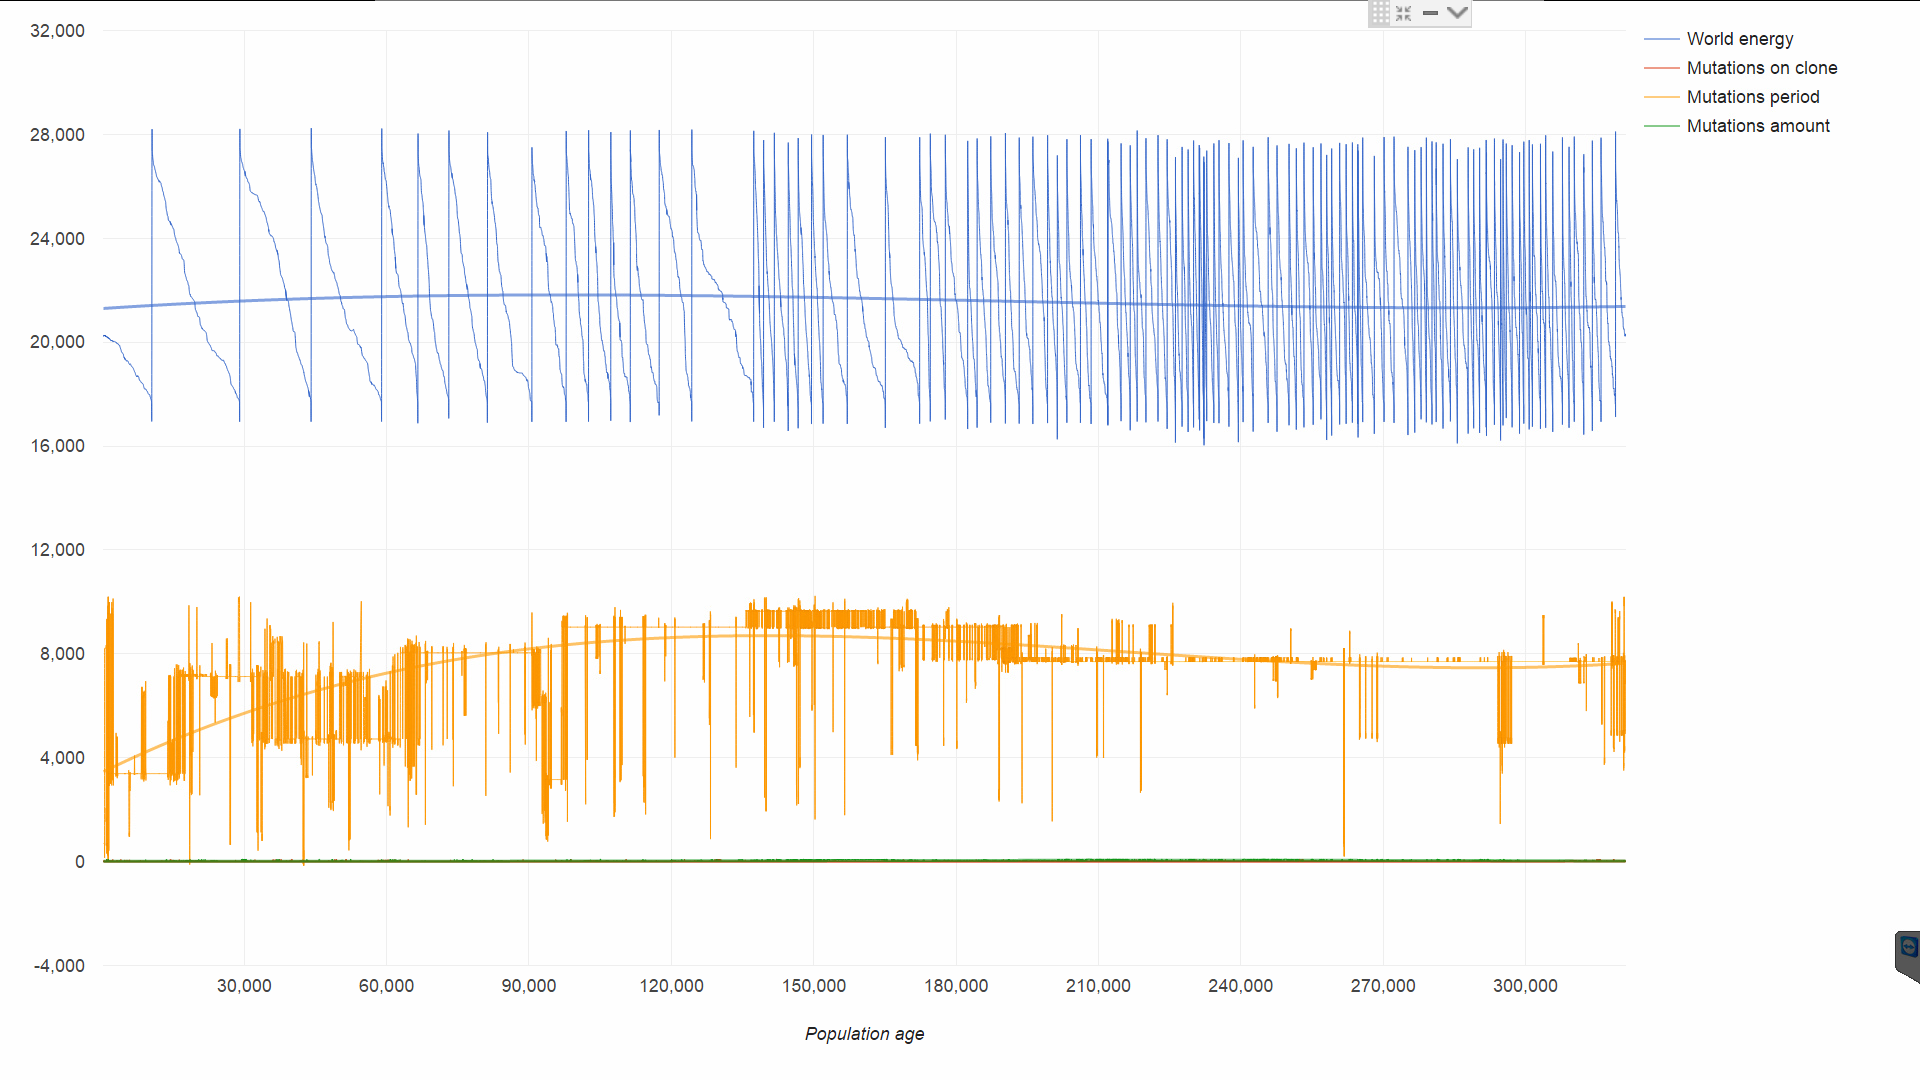 32,000
28,000
24,000
20,000
16,000
12,000
8,000
4,000
0
-4,000
30,000 60,000 90,000 120,000 150,000 180,000 210,000 240,000 270,000 300,000
Population age
World energy
Mutations on clone
Mutations period
Mutations amount